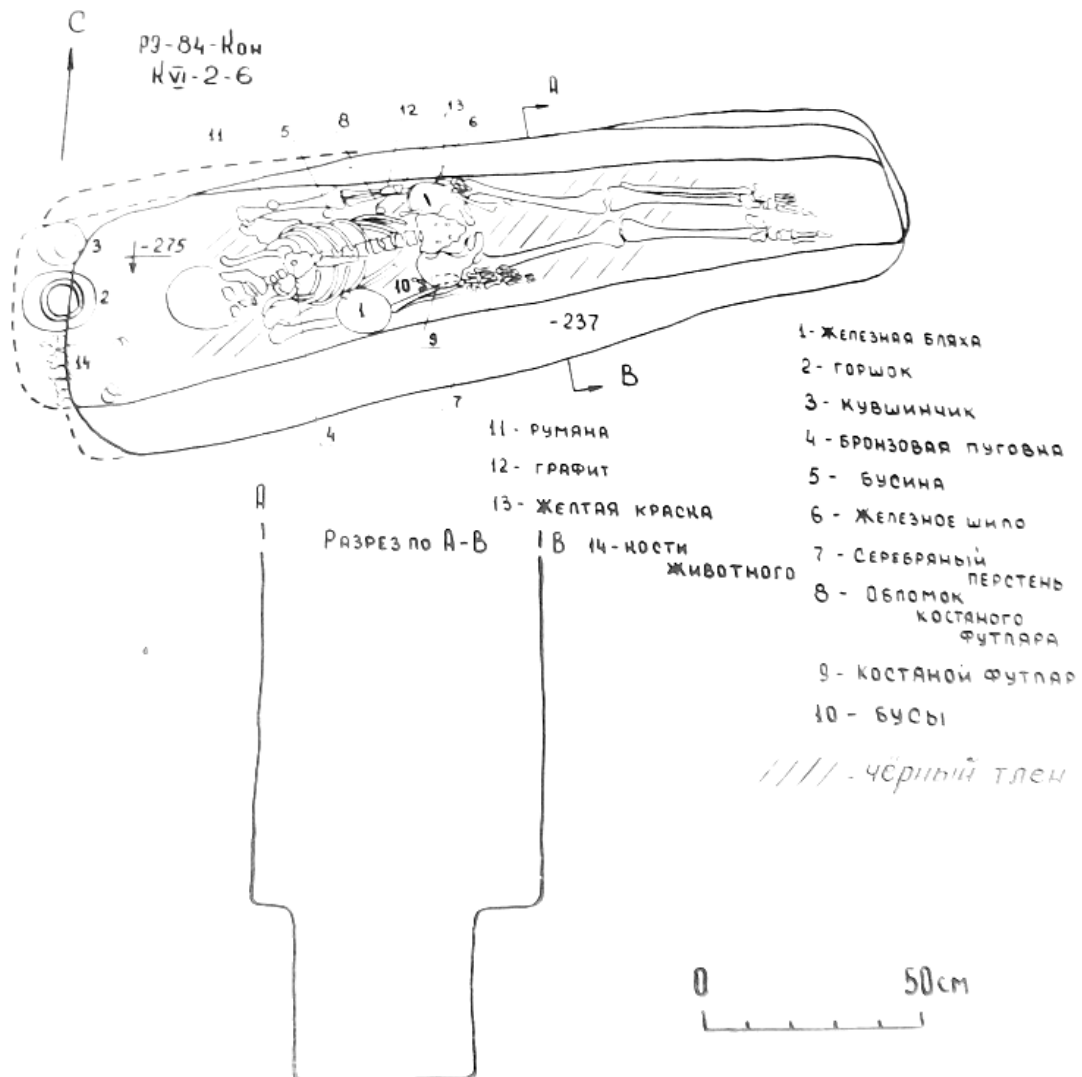 С
РЭ-84-Кон
КVI-2-6
11
5
8
12
13
6
А
3
-275
2
1
1
10
9
14
-237
В
7
4
1- ЖЕЛЕЗНАЯ БЛЯХА
2- ГОРШОК
3- КУВШИНЧИК
4- БРОНЗОВАЯ ПУГОВКА
5 - БУСИНА
6 - ЖЕЛЕЗНОЕ ШИЛО
7 - СЕРЕБРЯНЫЙ
ПЕРСТЕНЬ
8 - ОБЛОМОК
КОСТЯНОГО
ФУТЛЯРА
9- КОСТЯНОЙ ФУТЛЯР
10 - БУСЫ
11- РУМЯНА
12- ГРАФИТ
13- ЖЕЛТАЯ КРАСКА
14-КОСТИ
ЖИВОТНОГО
- чёрный тлен
А
РАЗРЕЗ ПО А-В
В
0
50 см